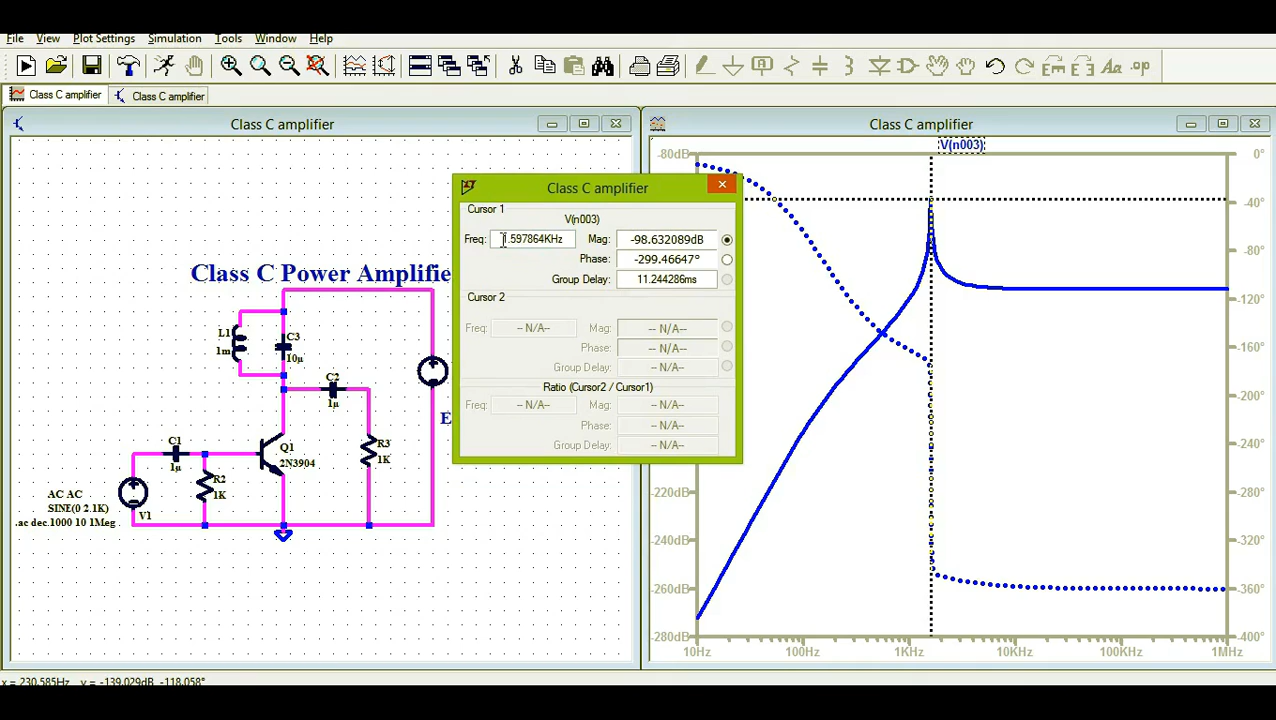 File View Plot Settings Simulation Tools Window Help
Class C amplifier Class C amplifier
Class C amplifier
Class C Power Amplifie
L1
1m
C3
10µ
C2
1µ
C1
1µ
R2
1K
Q1
2N3904
R3
1K
E
AC AC
SINE(0 2.1K)
.ac dec 1000 10 1Meg
V1
Class C amplifier
Cursor 1
V(n003)
Freq: .597864KHz Mag: -98.632089dB
Phase: -299.46647°
Group Delay: 11.244286ms
Cursor 2
Freq: -- N/A-- Mag: -- N/A--
Phase: -- N/A--
Group Delay: -- N/A--
Ratio (Cursor2 / Cursor1)
Freq: -- N/A-- Mag: -- N/A--
Phase: -- N/A--
Group Delay: -- N/A--
Class C amplifier
V(n003)
-80dB 0°
-40°
-80°
-120°
-160°
-200°
-240°
-220dB -280°
-240dB -320°
-260dB -360°
-280dB -400°
10Hz 100Hz 1KHz 10KHz 100KHz 1MHz
x = 230.585Hz y = -139.029dB -118.058°